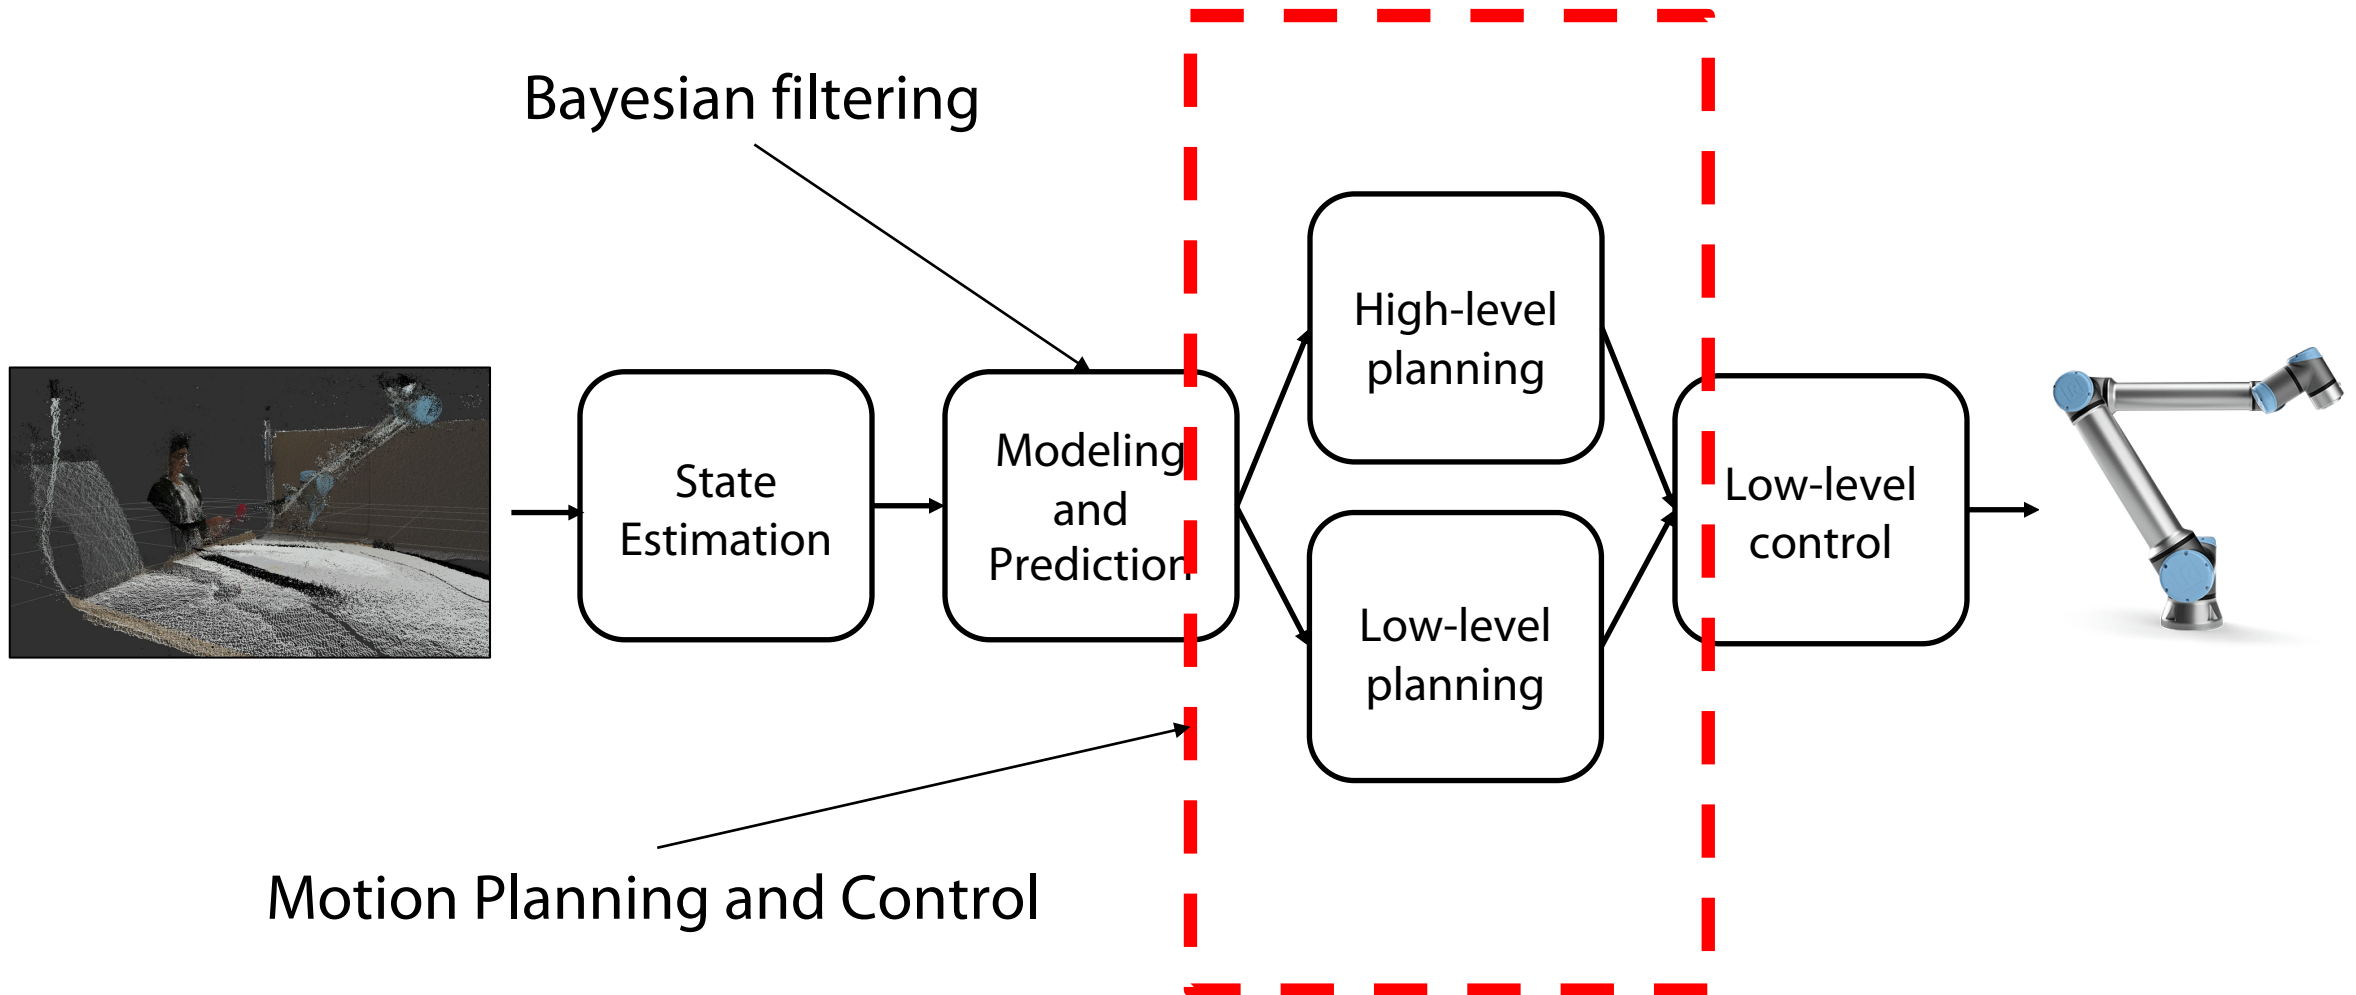 Bayesian filtering
High-level
planning
State
Estimation
Modeling
and
Prediction
Low-level
control
Low-level
planning
Motion Planning and Control